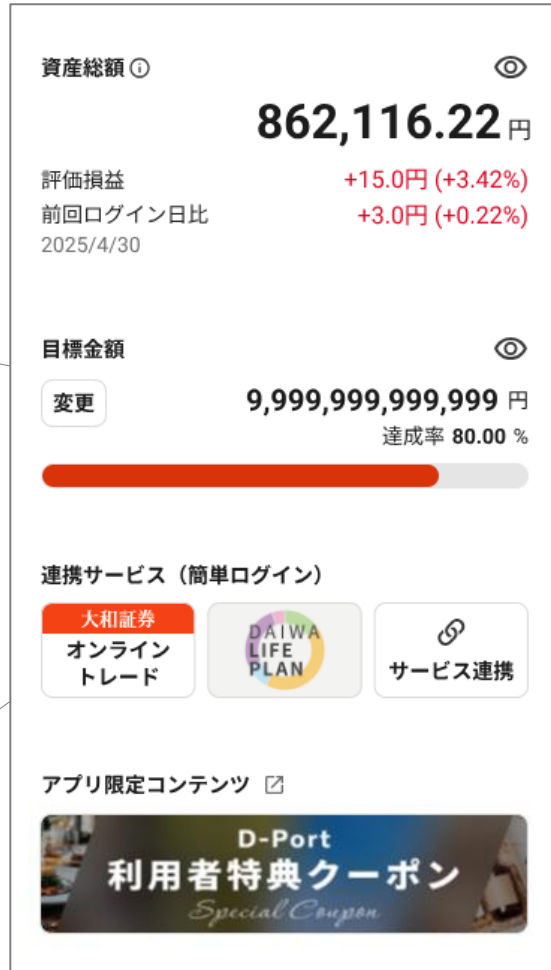 資産総額
862,116.22 円
評価損益 +15.0円 (+3.42%)
前回ログイン日比 +3.0円 (+0.22%)
2025/4/30
目標金額
変更 9,999,999,999,999 円
達成率 80.00 %
連携サービス（簡単ログイン）
大和証券
オンライン
トレード
DAIWA
LIFE
PLAN
サービス連携
アプリ限定コンテンツ
D-Port
利用者特典クーポン
Special Coupon